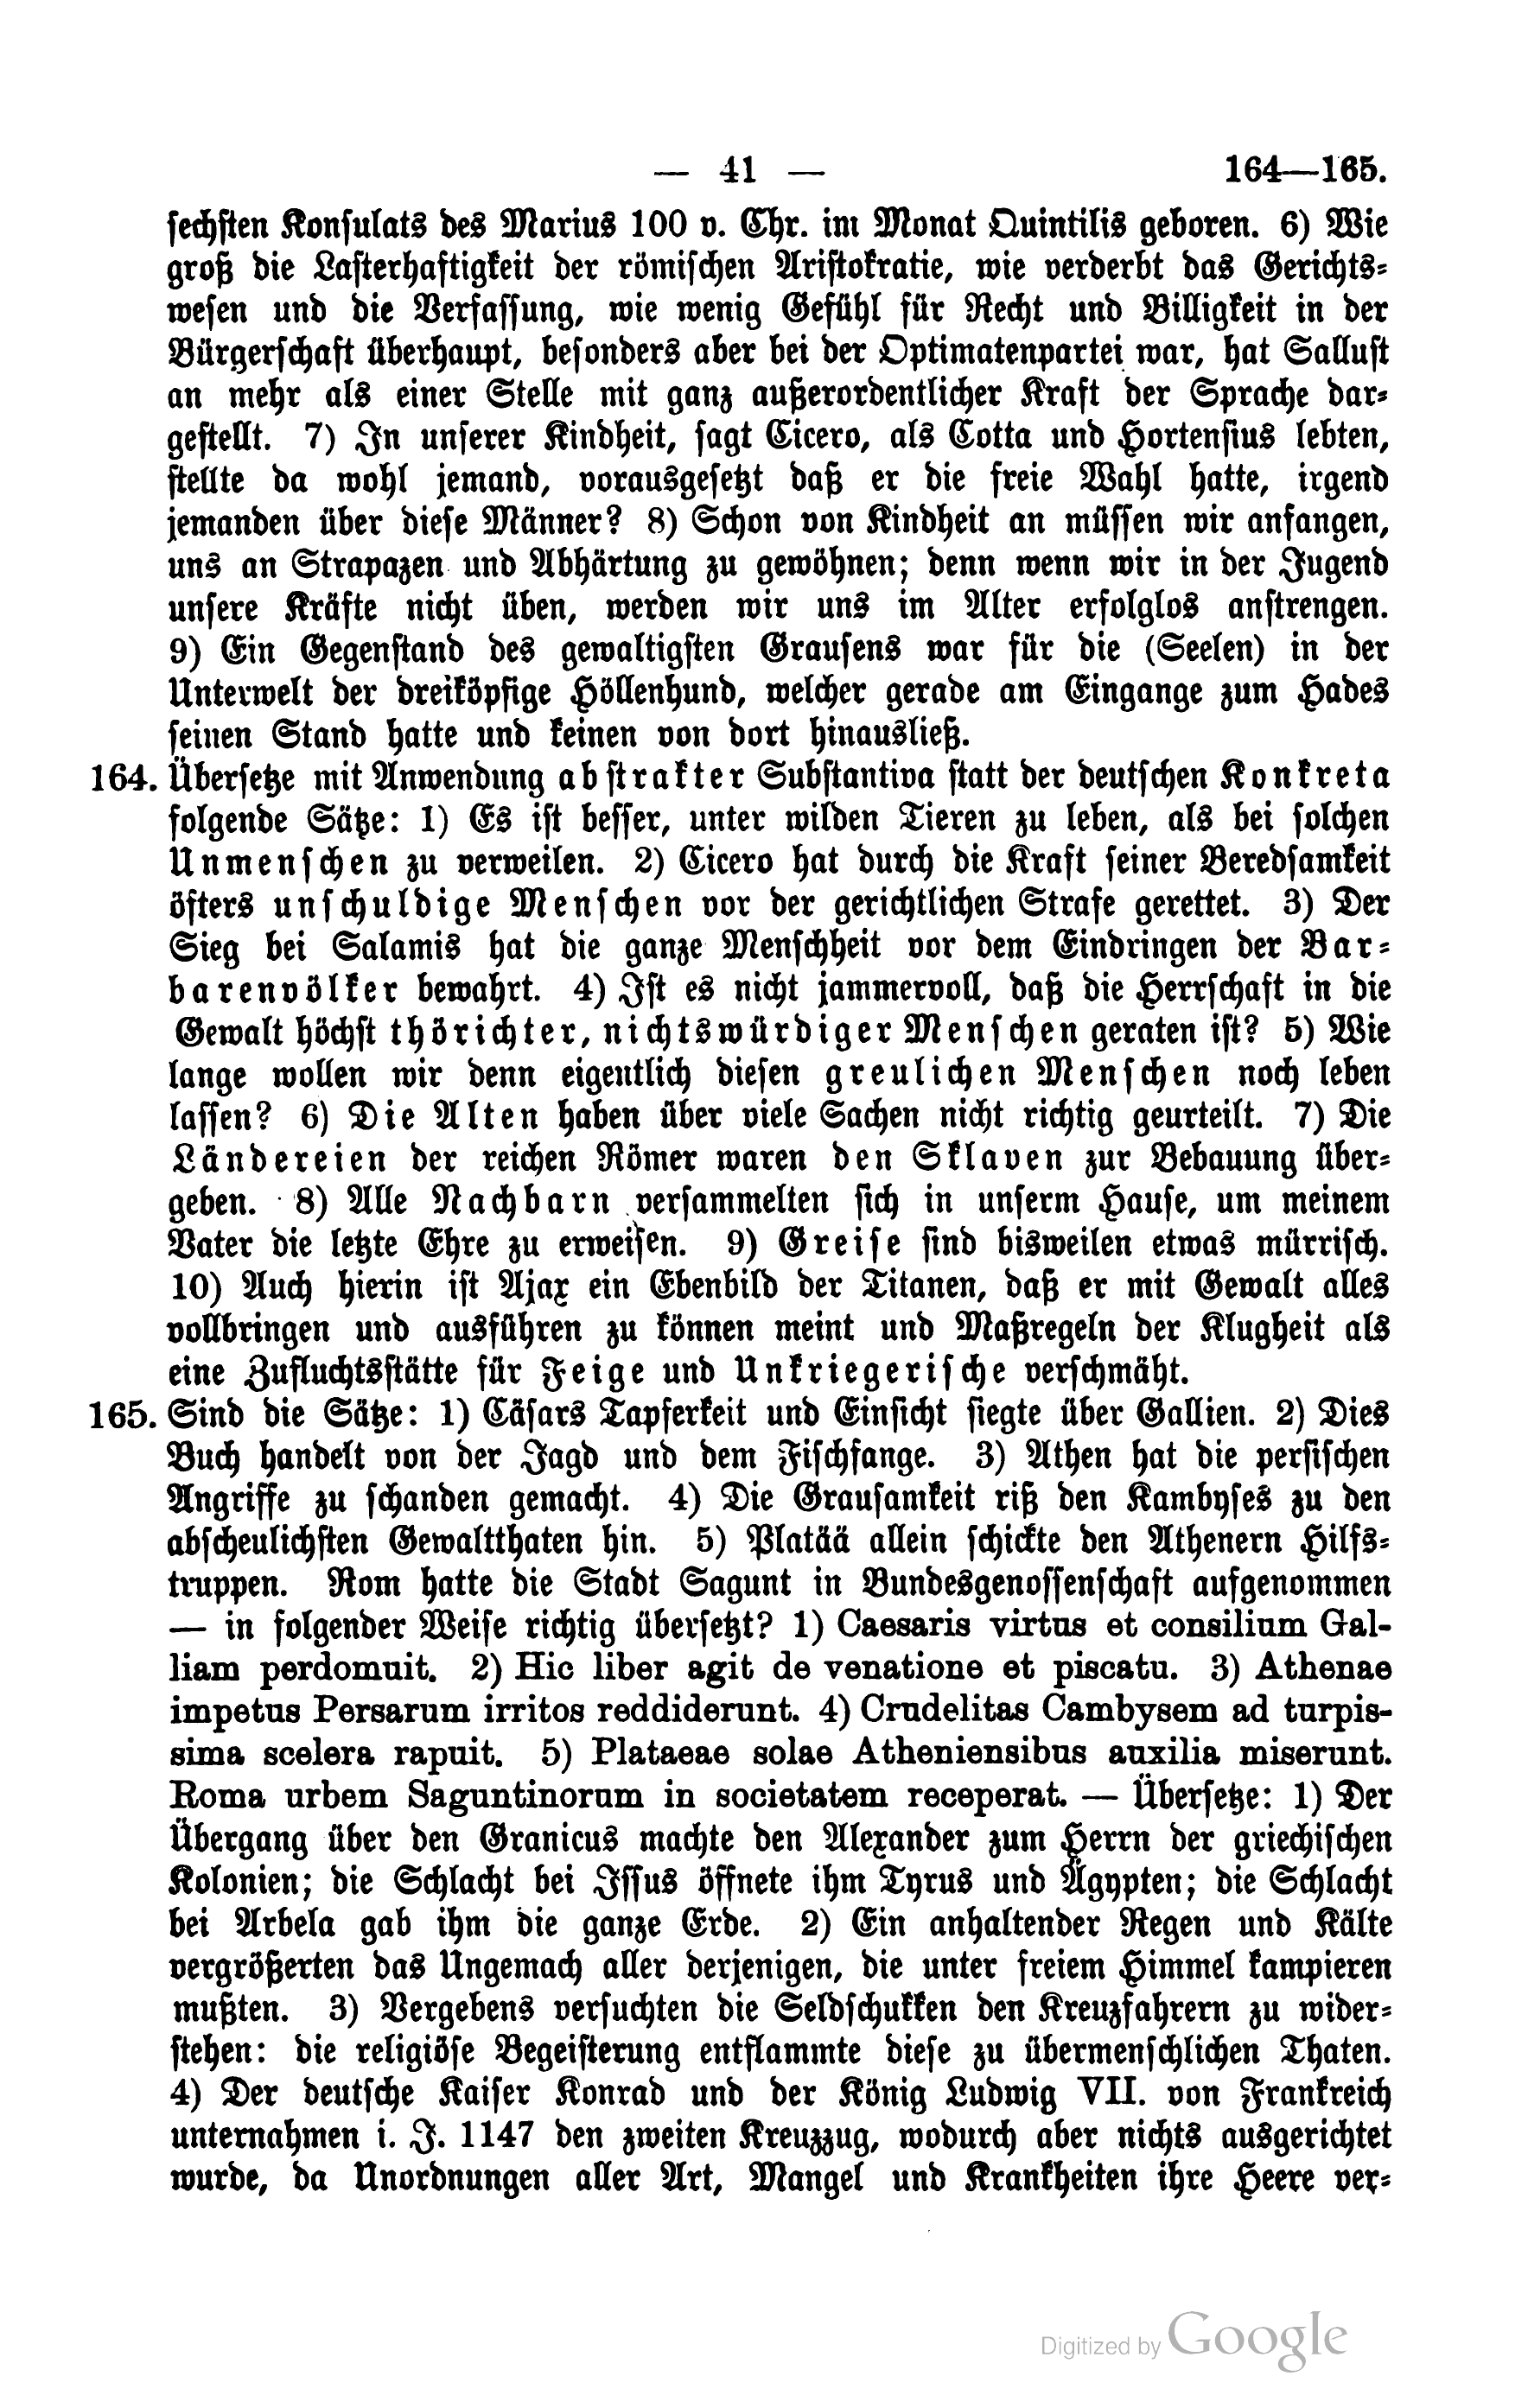 — 41 — 164—165.
sechsten Konsulats des Marius 100 v. Chr. im Monat Quintilis geboren. 6) Wie
groß die Lasterhaftigkeit der römischen Aristokratie, wie verderbt das Gerichts-
wesen und die Verfassung, wie wenig Gefühl für Recht und Billigkeit in der
Bürgerschaft überhaupt, besonders aber bei der Optimatenpartei war, hat Sallust
an mehr als einer Stelle mit ganz außerordentlicher Kraft der Sprache dar-
gestellt. 7) In unserer Kindheit, sagt Cicero, als Cotta und Hortensius lebten,
stellte da wohl jemand, vorausgesetzt daß er die freie Wahl hatte, irgend
jemanden über diese Männer? 8) Schon von Kindheit an müssen wir anfangen,
uns an Strapazen und Abhärtung zu gewöhnen; denn wenn wir in der Jugend
unsere Kräfte nicht üben, werden wir uns im Alter erfolglos anstrengen.
9) Ein Gegenstand des gewaltigsten Grausens war für die (Seelen) in der
Unterwelt der dreiköpfige Höllenhund, welcher gerade am Eingange zum Hades
seinen Stand hatte und keinen von dort hinausließ.
164. Übersetze mit Anwendung abstrakter Substantiva statt der deutschen Konkreta
folgende Sätze: 1) Es ist besser, unter wilden Tieren zu leben, als bei solchen
Unmenschen zu verweilen. 2) Cicero hat durch die Kraft seiner Beredsamkeit
öfters unschuldige Menschen vor der gerichtlichen Strafe gerettet. 3) Der
Sieg bei Salamis hat die ganze Menschheit vor dem Eindringen der Bar-
barenvölker bewahrt. 4) Ist es nicht jammervoll, daß die Herrschaft in die
Gewalt höchst thörichter, nichtswürdiger Menschen geraten ist? 5) Wie
lange wollen wir denn eigentlich diesen greulichen Menschen noch leben
lassen? 6) Die Alten haben über viele Sachen nicht richtig geurteilt. 7) Die
Ländereien der reichen Römer waren den Sklaven zur Bebauung über-
geben. 8) Alle Nachbarn versammelten sich in unserm Hause, um meinem
Vater die letzte Ehre zu erweisen. 9) Greise sind bisweilen etwas mürrisch.
10) Auch hierin ist Ajax ein Ebenbild der Titanen, daß er mit Gewalt alles
vollbringen und ausführen zu können meint und Maßregeln der Klugheit als
eine Zufluchtsstätte für Feige und Unkriegerische verschmäht.
165. Sind die Sätze: 1) Cäsars Tapferkeit und Einsicht siegte über Gallien. 2) Dies
Buch handelt von der Jagd und dem Fischfange. 3) Athen hat die persischen
Angriffe zu schanden gemacht. 4) Die Grausamkeit riß den Kambyses zu den
abscheulichsten Gewaltthaten hin. 5) Platää allein schickte den Athenern Hilfs-
truppen. Rom hatte die Stadt Sagunt in Bundesgenossenschaft aufgenommen
— in folgender Weise richtig übersetzt? 1) Caesaris virtus et consilium Gal-
liam perdomuit. 2) Hic liber agit de venatione et piscatu. 3) Athenae
impetus Persarum irritos reddiderunt. 4) Crudelitas Cambysem ad turpis-
sima scelera rapuit. 5) Plataeae solae Atheniensibus auxilia miserunt.
Roma urbem Saguntinorum in societatem receperat. — Übersetze: 1) Der
Übergang über den Granicus machte den Alexander zum Herrn der griechischen
Kolonien; die Schlacht bei Issus öffnete ihm Tyrus und Ägypten; die Schlacht
bei Arbela gab ihm die ganze Erde. 2) Ein anhaltender Regen und Kälte
vergrößerten das Ungemach aller derjenigen, die unter freiem Himmel kampieren
mußten. 3) Vergebens versuchten die Seldschukken den Kreuzfahrern zu wider-
stehen: die religiöse Begeisterung entflammte diese zu übermenschlichen Thaten.
4) Der deutsche Kaiser Konrad und der König Ludwig VII. von Frankreich
unternahmen i. J. 1147 den zweiten Kreuzzug, wodurch aber nichts ausgerichtet
wurde, da Unordnungen aller Art, Mangel und Krankheiten ihre Heere ver-
Digitized by Google